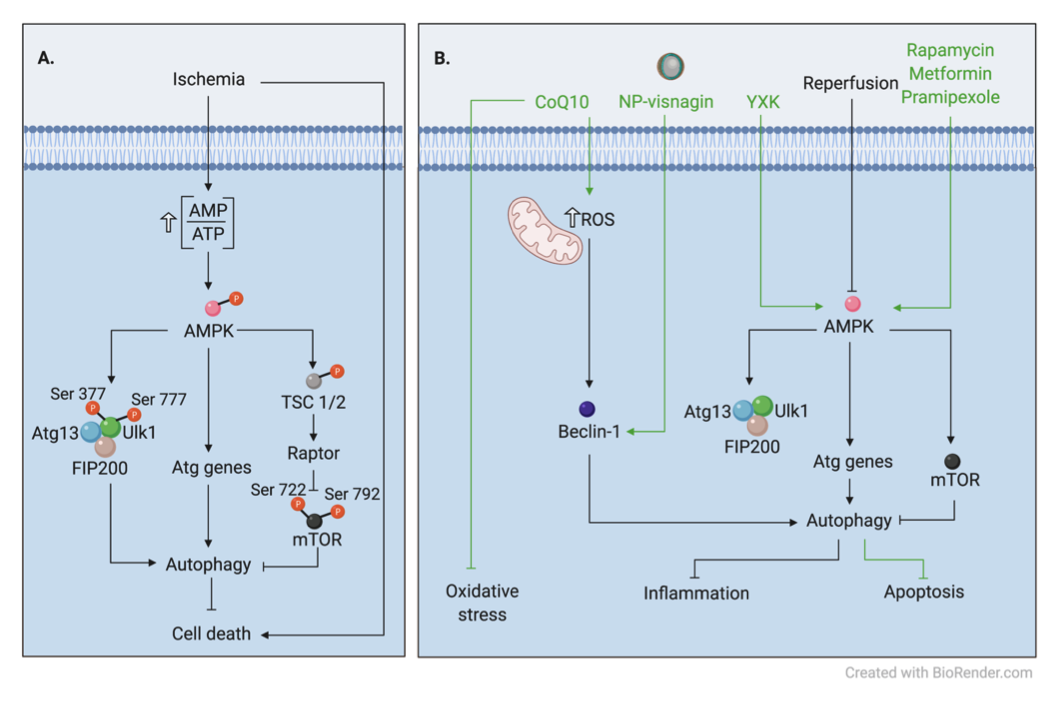 A.
Ischemia
AMP
ATP
P
AMPK
Ser 377
Ser 777
P
P
P
TSC 1/2
Atg13
Ulk1
FIP200
Raptor
Atg genes
Ser 722
Ser 792
P
P
mTOR
Autophagy
Cell death
B.
Rapamycin
Metformin
Pramipexole
Reperfusion
CoQ10
NP-visnagin
YXK
ROS
AMPK
Beclin-1
Atg13
Ulk1
FIP200
Atg genes
mTOR
Autophagy
Oxidative
stress
Inflammation
Apoptosis
Created with BioRender.com